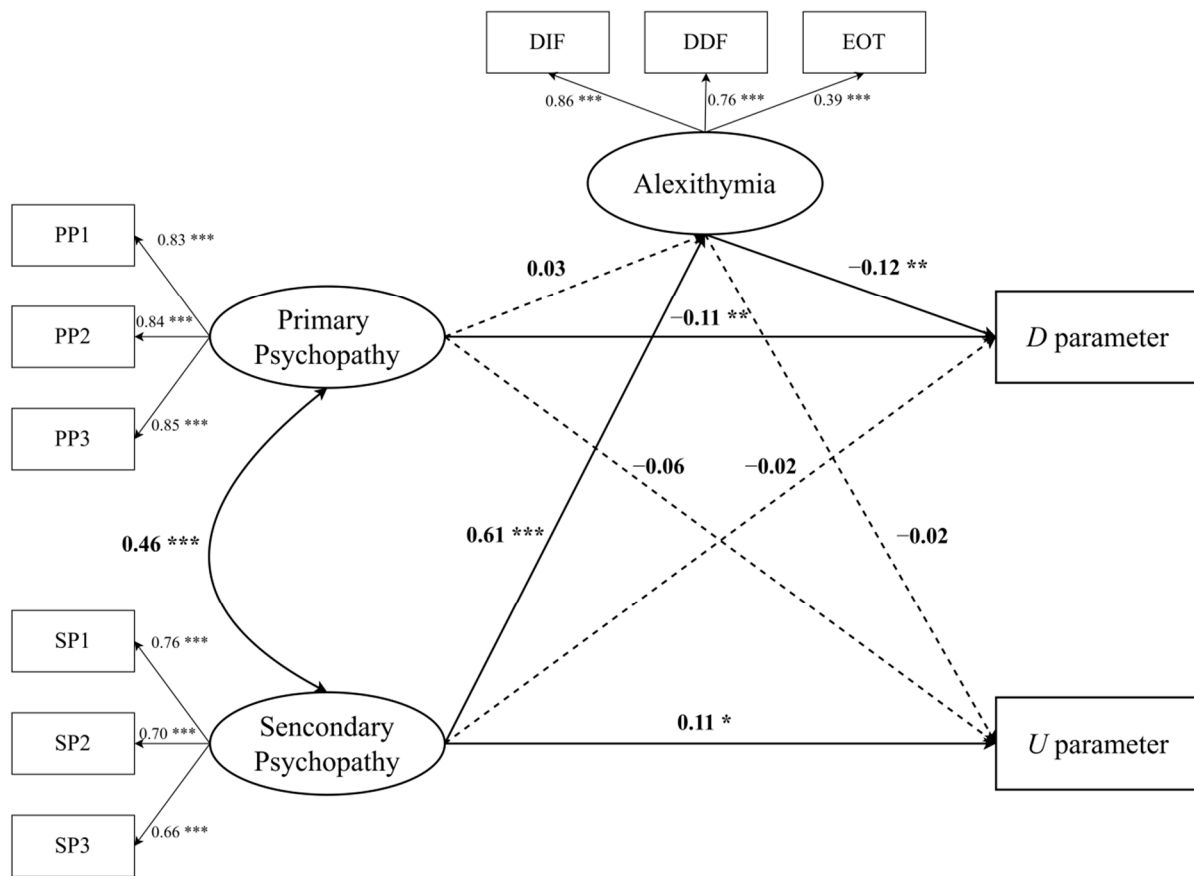 DIF
DDF
EOT
0.86 ***
0.76 ***
0.39 ***
Alexithymia
PP1
0.83 ***
0.03
−0.12 **
PP2
0.84 ***
Primary
Psychopathy
−0.11 **
D parameter
PP3
0.85 ***
−0.06
−0.02
0.46 ***
0.61 ***
−0.02
SP1
0.76 ***
SP2
0.70 ***
Sencondary
Psychopathy
0.11 *
U parameter
SP3
0.66 ***